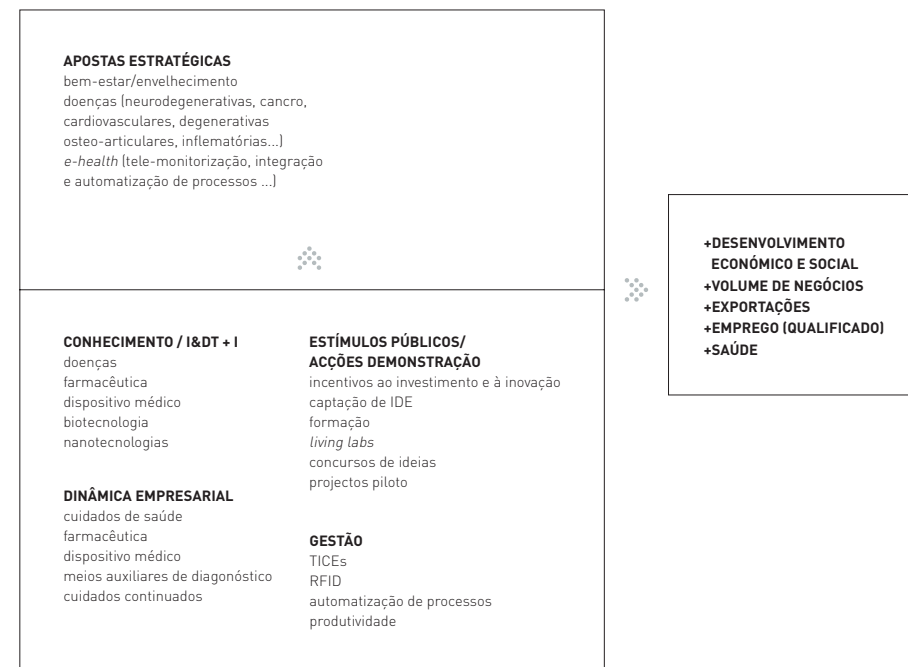 APOSTAS ESTRATÉGICAS
bem-estar/envelhecimento
doenças (neurodegenerativas, cancro,
cardiovasculares, degenerativas
osteo-articulares, inflematórias...)
e-health (tele-monitorização, integração
e automatização de processos ...)
CONHECIMENTO / I&DT + I
doenças
farmacêutica
dispositivo médico
biotecnologia
nanotecnologias
DINÂMICA EMPRESARIAL
cuidados de saúde
farmacêutica
dispositivo médico
meios auxiliares de diagonóstico
cuidados continuados
ESTÍMULOS PÚBLICOS/
ACÇÕES DEMONSTRAÇÃO
incentivos ao investimento e à inovação
captação de IDE
formação
living labs
concursos de ideias
projectos piloto
GESTÃO
TICEs
RFID
automatização de processos
produtividade
+DESENVOLVIMENTO
ECONÓMICO E SOCIAL
+VOLUME DE NEGÓCIOS
+EXPORTAÇÕES
+EMPREGO (QUALIFICADO)
+SAÚDE